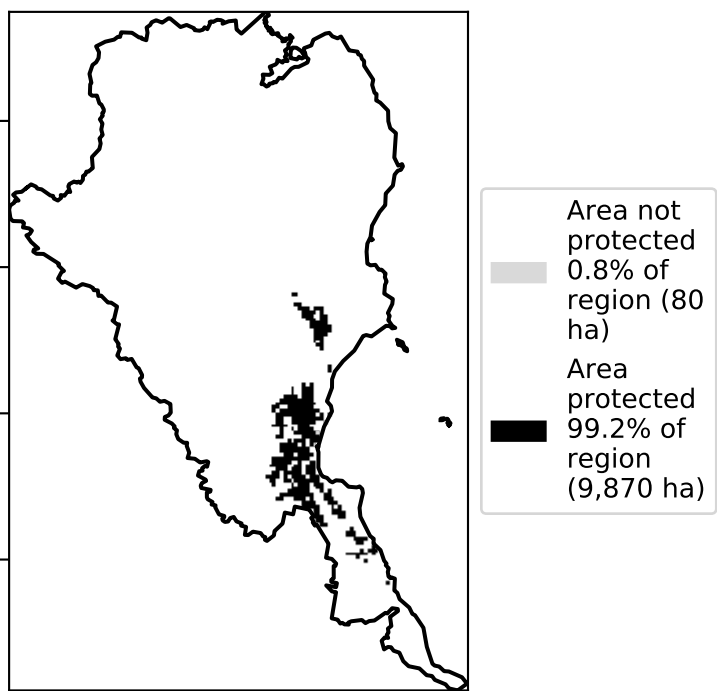 Area not
protected
0.8% of
region (80
ha)
Area
protected
99.2% of
region
(9,870 ha)